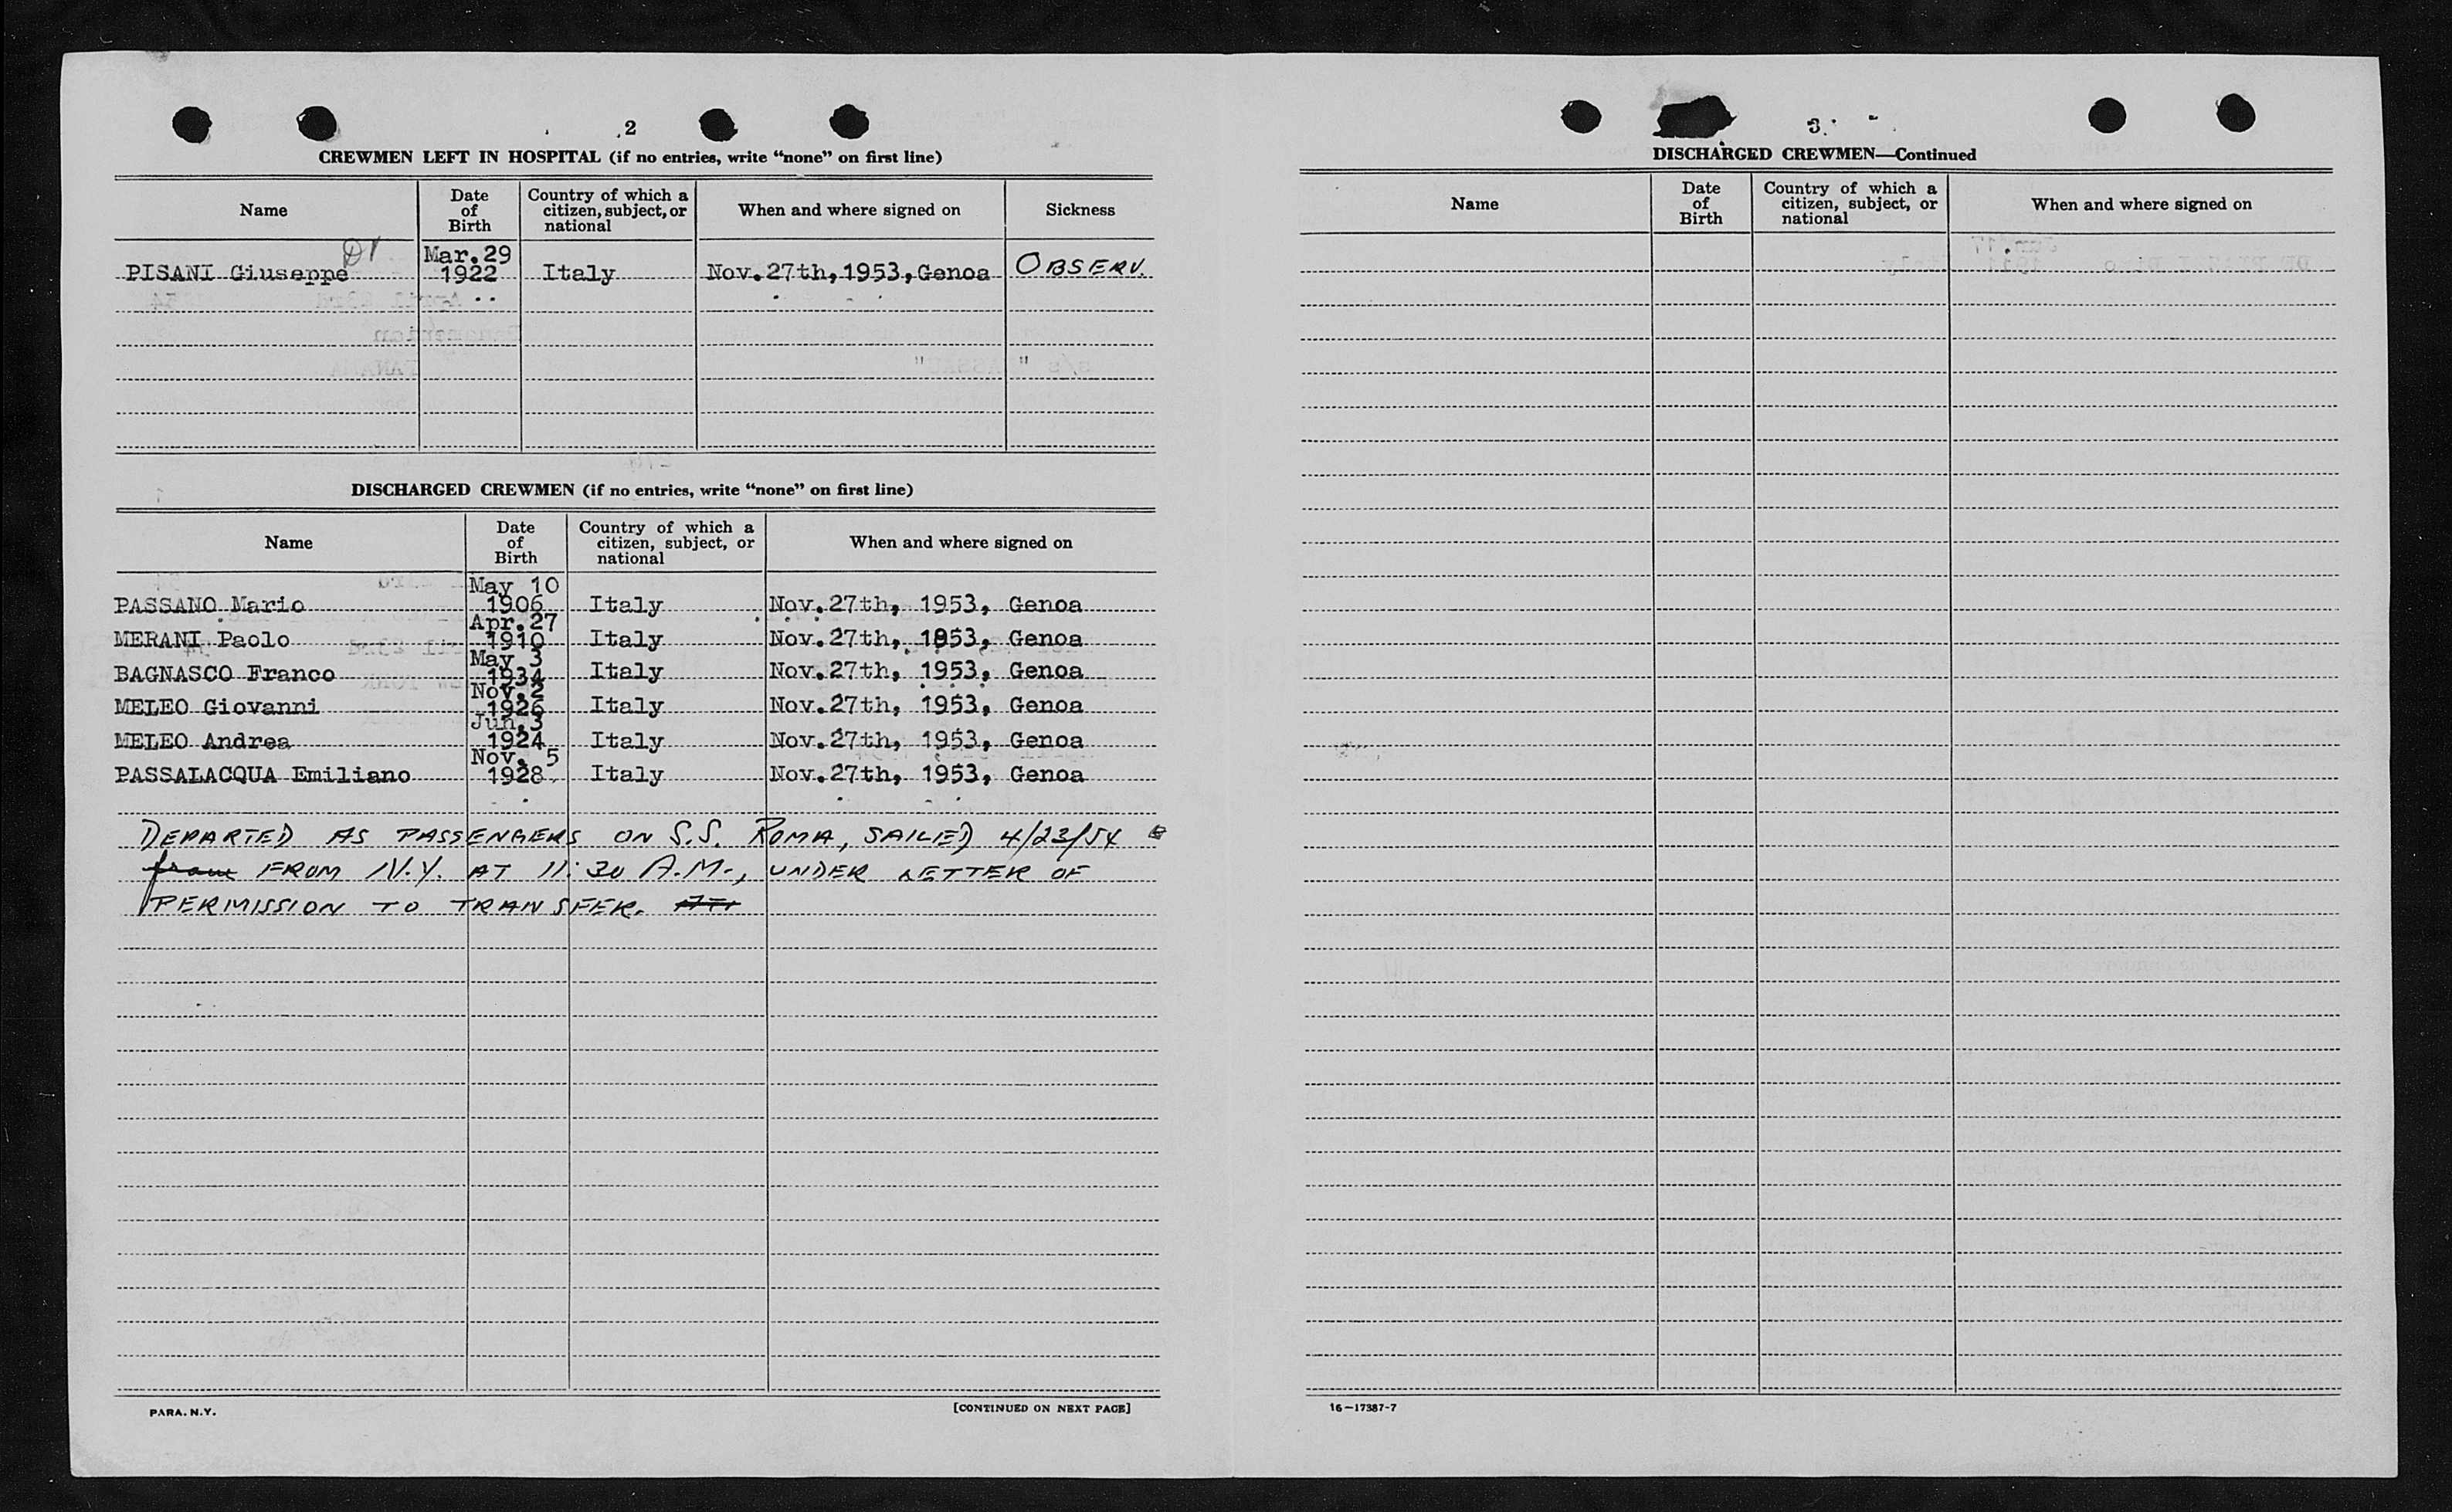 2
CREWMEN LEFT IN HOSPITAL (if no entries, write “none” on first line)
Name Date of Birth Country of which a citizen, subject, or national When and where signed on Sickness
PISANI Giuseppe Mar.29 1922 Italy Nov.27th,1953,Genoa OBSERV.
DISCHARGED CREWMEN (if no entries, write “none” on first line)
Name Date of Birth Country of which a citizen, subject, or national When and where signed on
PASSANO Mario May 10 1906 Italy Nov.27th, 1953, Genoa
MERANI Paolo Apr.27 1910 Italy Nov.27th, 1953, Genoa
BAGNASCO Franco May 3 1934 Italy Nov.27th, 1953, Genoa
MELEO Giovanni Nov.2 1926 Italy Nov.27th, 1953, Genoa
MELEO Andrea Jun.3 1924 Italy Nov.27th, 1953, Genoa
PASSALACQUA Emiliano Nov. 5 1928 Italy Nov.27th, 1953, Genoa
DEPARTED AS PASSENGERS ON S.S. ROMA, SAILED 4/23/54
from FROM N.Y. AT 11:30 A.M., UNDER LETTER OF
PERMISSION TO TRANSFER.
PARA. N.Y. [CONTINUED ON NEXT PAGE]
3
DISCHARGED CREWMEN—Continued
Name Date of Birth Country of which a citizen, subject, or national When and where signed on
16—17387-7